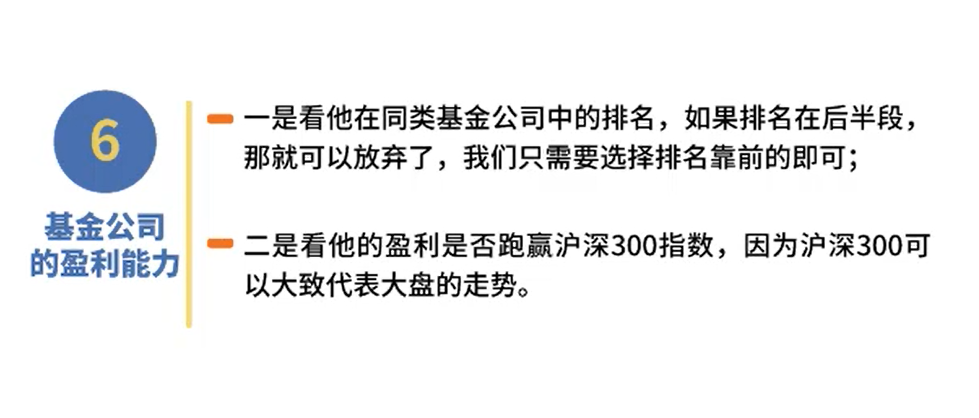 6
基金公司
的盈利能力
一是看他在同类基金公司中的排名，如果排名在后半段，
那就可以放弃了，我们只需要选择排名靠前的即可；
二是看他的盈利是否跑赢沪深300指数，因为沪深300可
以大致代表大盘的走势。